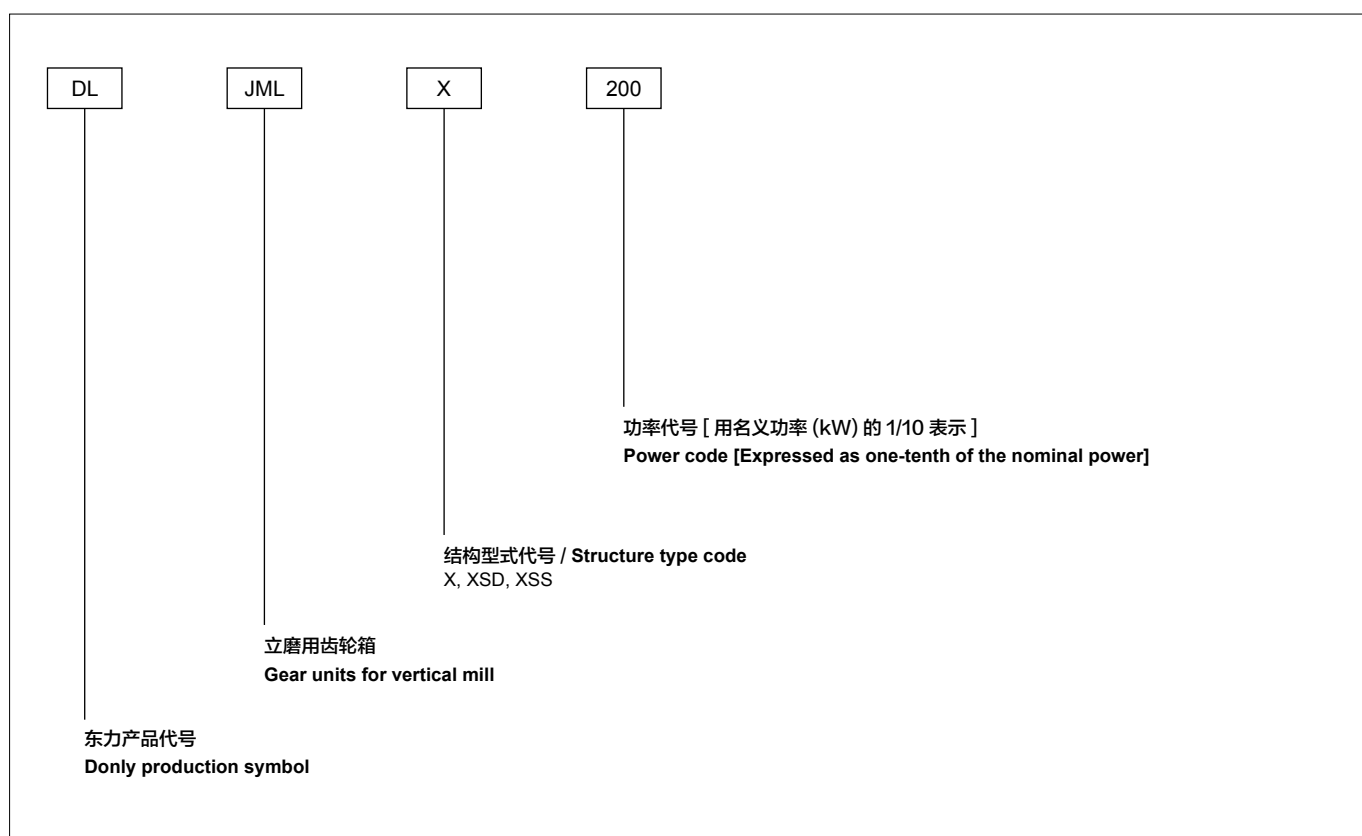 DL JML X 200
功率代号 [ 用名义功率 (kW) 的 1/10 表示 ]
Power code [Expressed as one-tenth of the nominal power]
结构型式代号 / Structure type code
X, XSD, XSS
立磨用齿轮箱
Gear units for vertical mill
东力产品代号
Donly production symbol